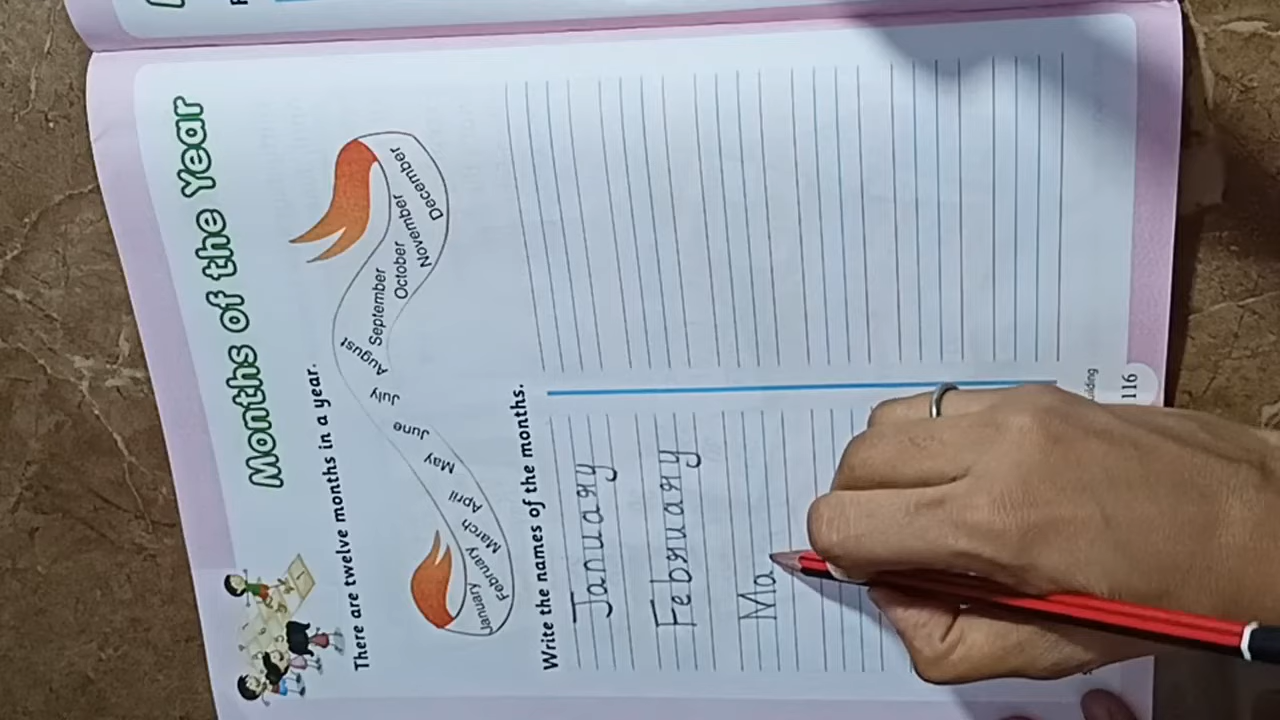 Months of the Year
There are twelve months in a year.
January
February
March
April
May
June
July
August
September
October
November
December
Write the names of the months.
January
February
Ma
116